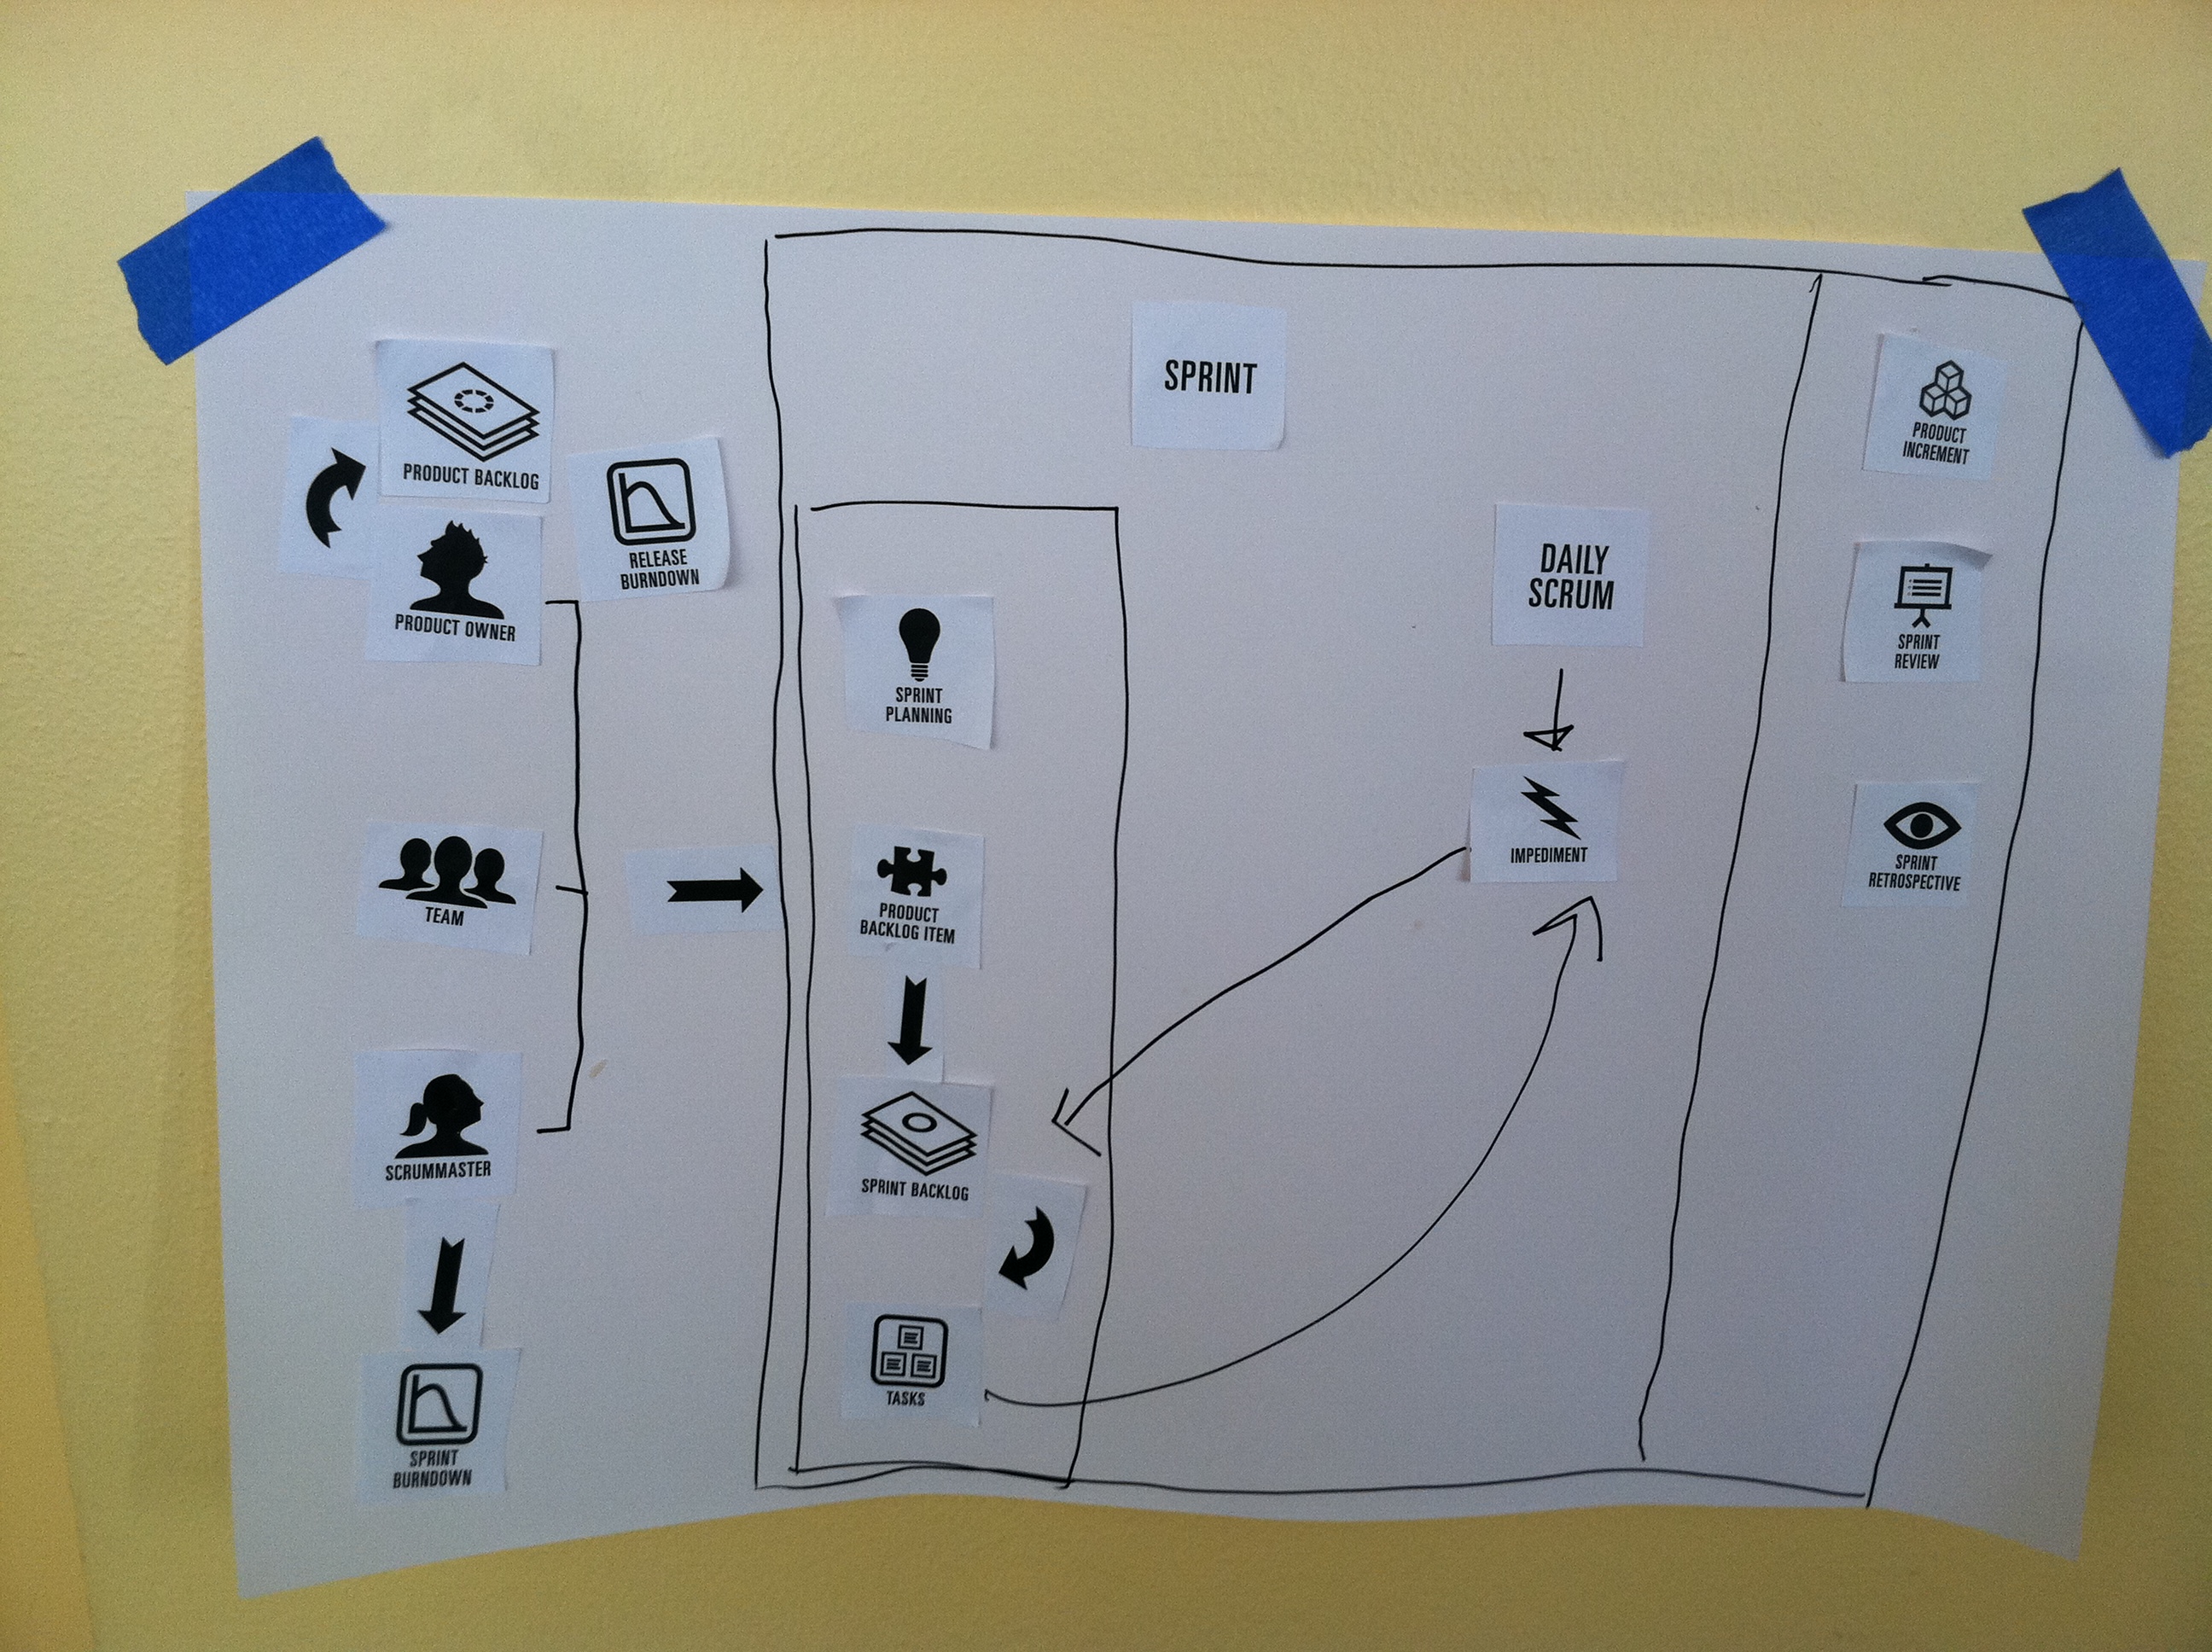 PRODUCT BACKLOG
RELEASE
BURNDOWN
PRODUCT OWNER
TEAM
SCRUMMASTER
SPRINT
BURNDOWN
SPRINT
SPRINT
PLANNING
PRODUCT
BACKLOG ITEM
SPRINT BACKLOG
TASKS
DAILY
SCRUM
IMPEDIMENT
PRODUCT
INCREMENT
SPRINT
REVIEW
SPRINT
RETROSPECTIVE